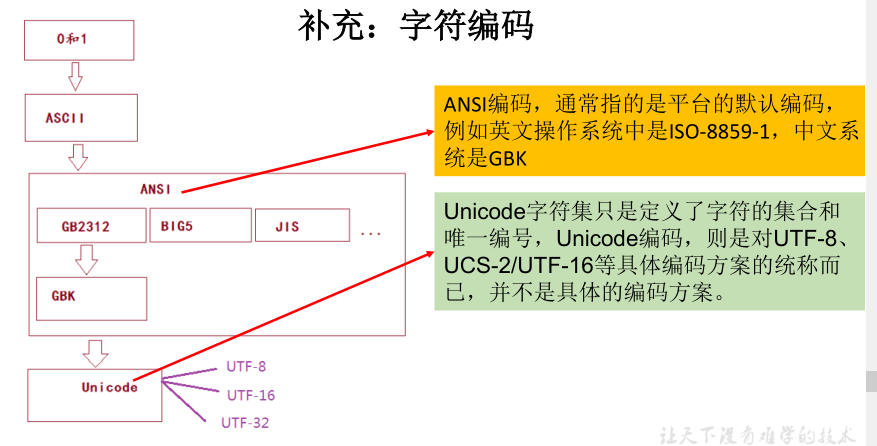 补充：字符编码
0和1
ASCII
ANSI
GB2312
BIG5
JIS
...
GBK
Unicode
UTF-8
UTF-16
UTF-32
ANSI编码，通常指的是平台的默认编码，
例如英文操作系统中是ISO-8859-1，中文系
统是GBK
Unicode字符集只是定义了字符的集合和
唯一编号，Unicode编码，则是对UTF-8、
UCS-2/UTF-16等具体编码方案的统称而
已，并不是具体的编码方案。
让天下没有难学的技术